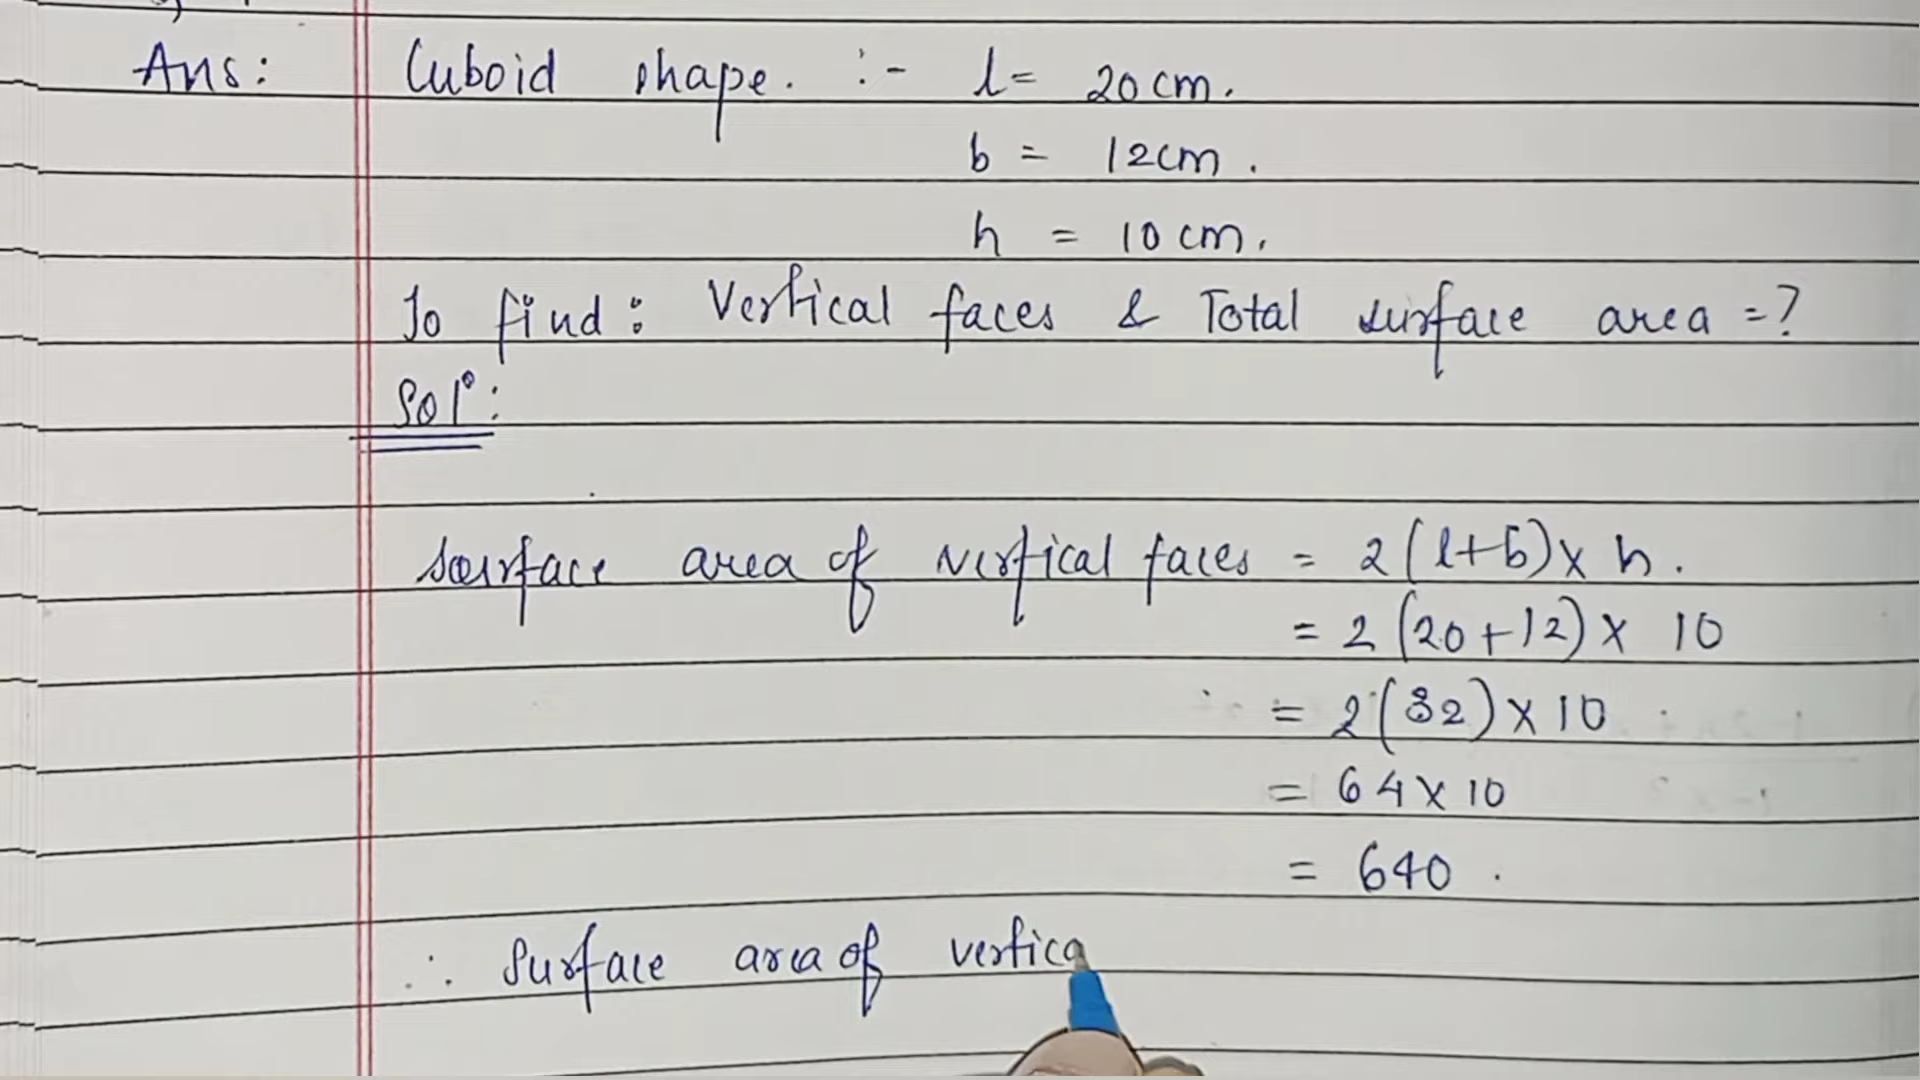 Ans: Cuboid shape. :- l = 20 cm.
b = 12cm.
h = 10 cm.
To find: Vertical faces & Total surface area = ?
Sol°:
Surface area of vertical faces = 2(l+b)× h.
= 2(20+12)× 10
= 2(32)×10
= 64×10
= 640.
∴ Surface area of vertica